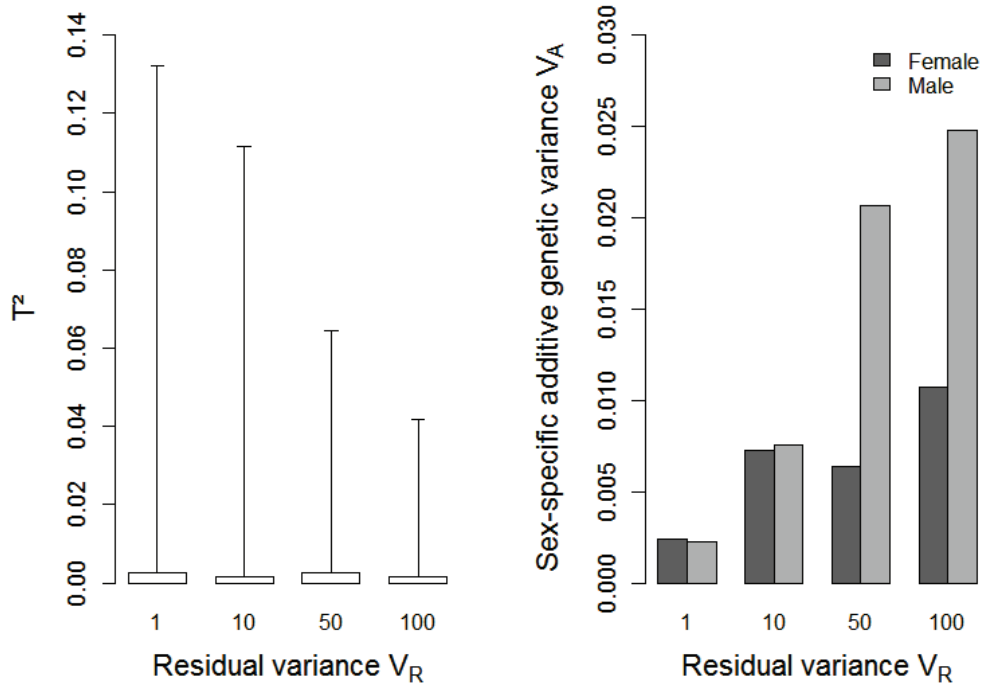 T²
0.14
0.12
0.10
0.08
0.06
0.04
0.02
0.00
1 10 50 100
Residual variance V_R
Sex-specific additive genetic variance V_A
0.030
0.025
0.020
0.015
0.010
0.005
0.000
Female
Male
1 10 50 100
Residual variance V_R